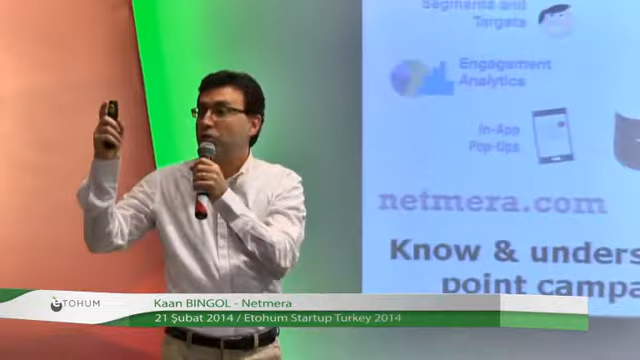 Segments and
Targets
Engagement
Analytics
In-App
Pop-Ups
netmera.com
Know & unders
point campa
eTOHUM
Kaan BINGOL - Netmera
21 Şubat 2014 / Etohum Startup Turkey 2014